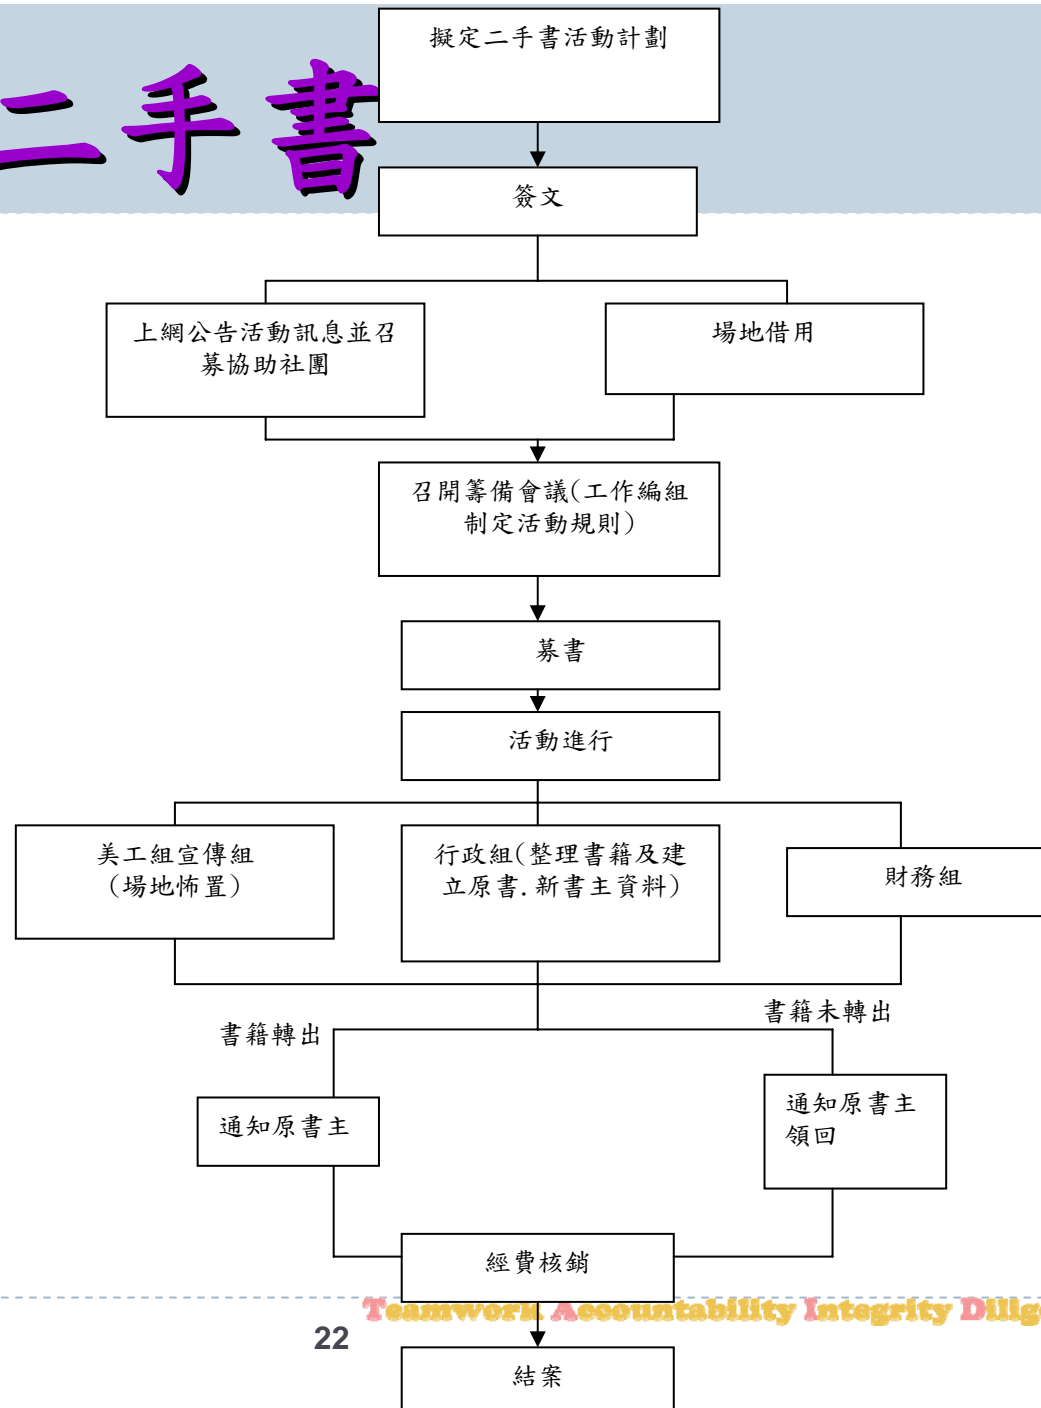 擬定二手書活動計劃
二手書
簽文
上網公告活動訊息並召
募協助社團
場地借用
召開籌備會議(工作編組
制定活動規則)
募書
活動進行
美工組宣傳組
(場地怖置)
行政組(整理書籍及建
立原書.新書主資料)
財務組
書籍轉出
書籍未轉出
通知原書主
通知原書主
領回
經費核銷
Teamwork Accountability Integrity Dilig
22
結案